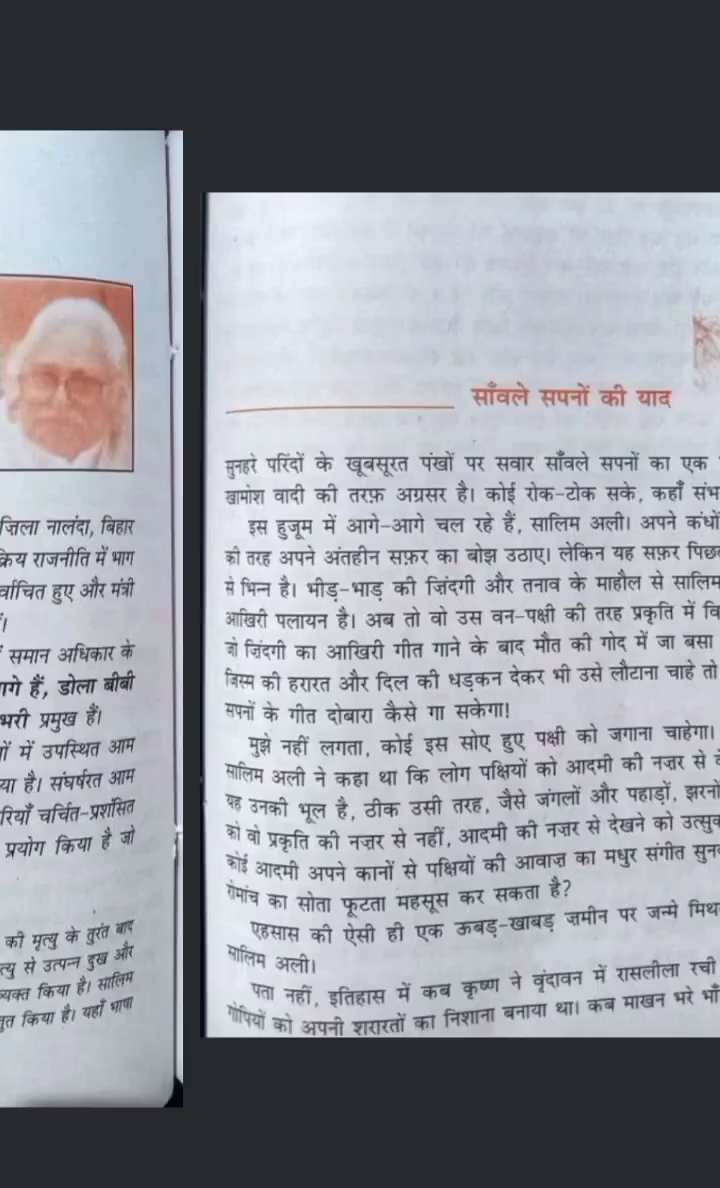 ज़िला नालंदा, बिहार
क्रिय राजनीति में भाग
र्वाचित हुए और मंत्री
समान अधिकार के
गे हैं, डोला बीबी
भरी प्रमुख हैं।
ों में उपस्थित आम
या है। संघर्षरत आम
रियाँ चर्चित-प्रशंसित
प्रयोग किया है जो
की मृत्यु के तुरंत बाद
त्यु से उत्पन्न दुख और
व्यक्त किया है। सालिम
तुत किया है। यहाँ भाषा
साँवले सपनों की याद
सुनहरे परिंदों के खूबसूरत पंखों पर सवार साँवले सपनों का एक
खामोश वादी की तरफ़ अग्रसर है। कोई रोक-टोक सके, कहाँ संभ
इस हुजूम में आगे-आगे चल रहे हैं, सालिम अली। अपने कंधों
की तरह अपने अंतहीन सफ़र का बोझ उठाए। लेकिन यह सफ़र पिछ
से भिन्न है। भीड़-भाड़ की ज़िंदगी और तनाव के माहौल से सालिम
आखिरी पलायन है। अब तो वो उस वन-पक्षी की तरह प्रकृति में वि
जो ज़िंदगी का आखिरी गीत गाने के बाद मौत की गोद में जा बसा
जिस्म की हरारत और दिल की धड़कन देकर भी उसे लौटाना चाहे तो
सपनों के गीत दोबारा कैसे गा सकेगा!
मुझे नहीं लगता, कोई इस सोए हुए पक्षी को जगाना चाहेगा।
सालिम अली ने कहा था कि लोग पक्षियों को आदमी की नज़र से
यह उनकी भूल है, ठीक उसी तरह, जैसे जंगलों और पहाड़ों, झरनों
को वो प्रकृति की नज़र से नहीं, आदमी की नज़र से देखने को उत्सु
कोई आदमी अपने कानों से पक्षियों की आवाज़ का मधुर संगीत सुन
रोमांच का सोता फूटता महसूस कर सकता है?
एहसास की ऐसी ही एक ऊबड़-खाबड़ ज़मीन पर जन्मे मिथ
सालिम अली।
पता नहीं, इतिहास में कब कृष्ण ने वृंदावन में रासलीला रची
गोपियों को अपनी शरारतों का निशाना बनाया था। कब माखन भरे भाँ